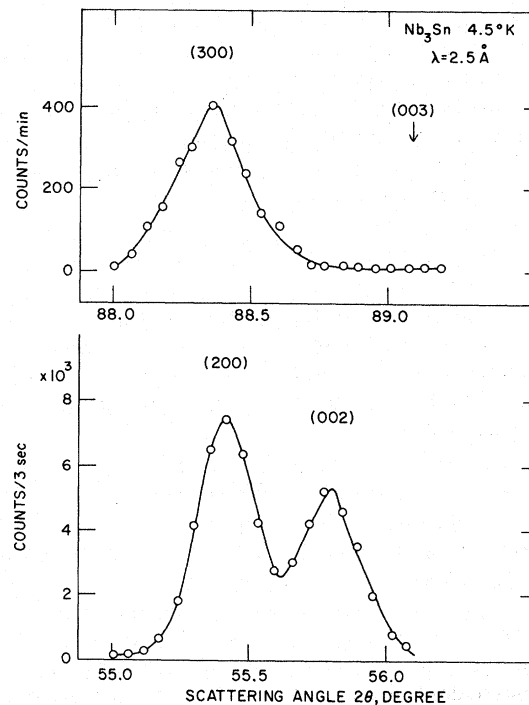 Nb3Sn 4.5°K
λ=2.5 Å
(300)
(003)
↓
COUNTS/min
400
200
0
88.0 88.5 89.0
(200)
(002)
×10³
8
6
4
2
0
COUNTS/3 sec
55.0 55.5 56.0
SCATTERING ANGLE 2θ, DEGREE